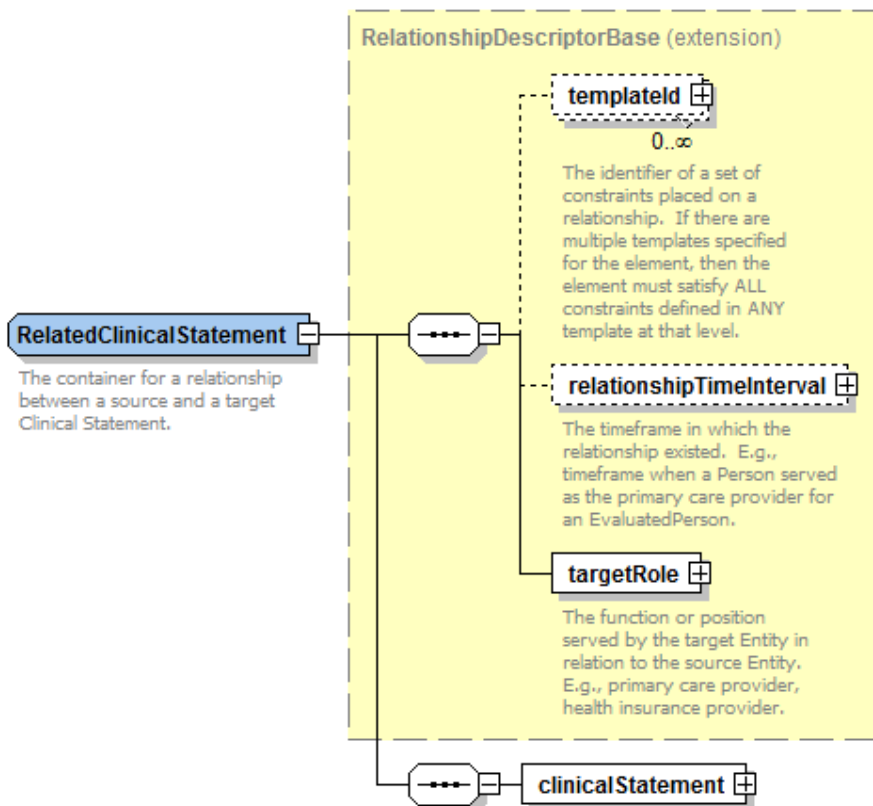 RelationshipDescriptorBase (extension)
templateId
0..∞
The identifier of a set of
constraints placed on a
relationship.  If there are
multiple templates specified
for the element, then the
element must satisfy ALL
constraints defined in ANY
template at that level.
RelatedClinicalStatement
The container for a relationship
between a source and a target
Clinical Statement.
relationshipTimeInterval
The timeframe in which the
relationship existed.  E.g.,
timeframe when a Person served
as the primary care provider for
an EvaluatedPerson.
targetRole
The function or position
served by the target Entity in
relation to the source Entity.
E.g., primary care provider,
health insurance provider.
clinicalStatement